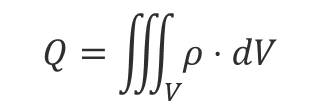 Q = ∭_V ρ · dV